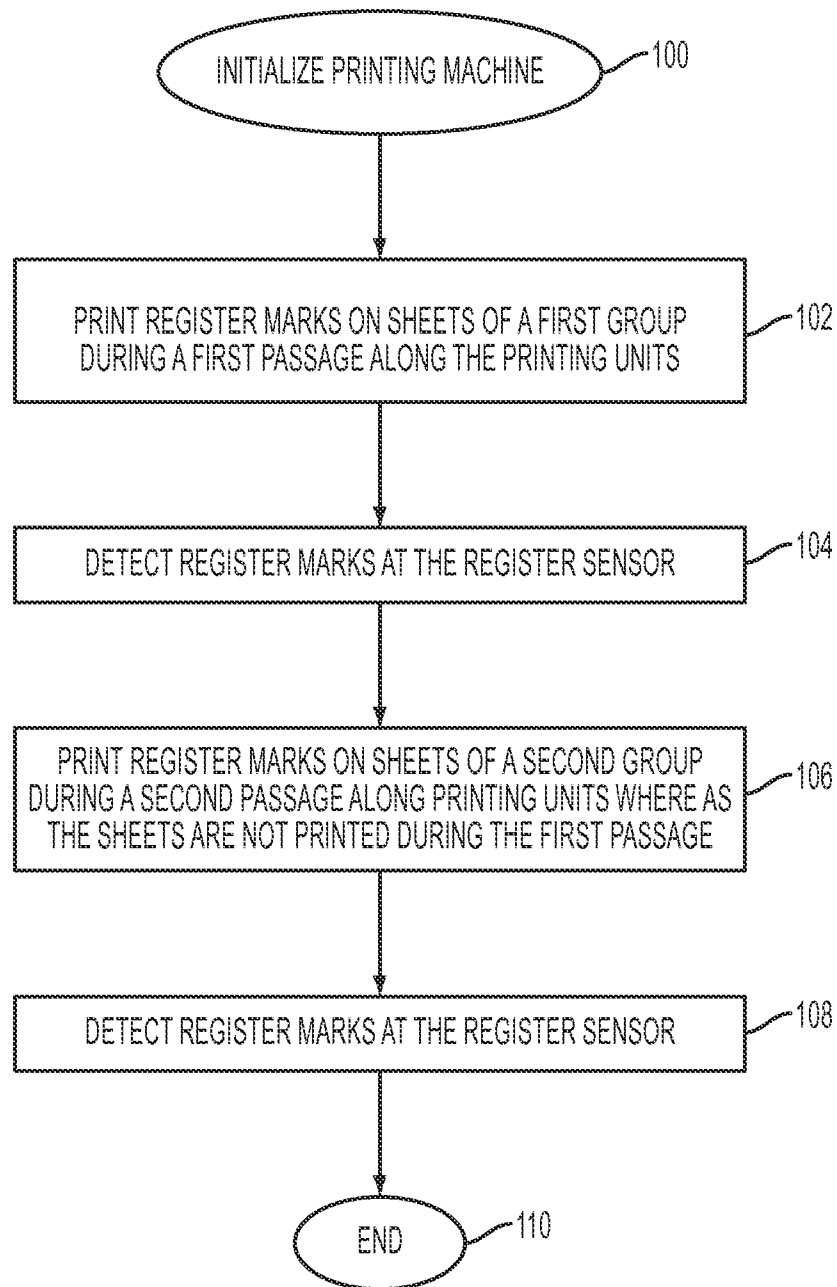 INITIALIZE PRINTING MACHINE
100
PRINT REGISTER MARKS ON SHEETS OF A FIRST GROUP
DURING A FIRST PASSAGE ALONG THE PRINTING UNITS
102
DETECT REGISTER MARKS AT THE REGISTER SENSOR
104
PRINT REGISTER MARKS ON SHEETS OF A SECOND GROUP
DURING A SECOND PASSAGE ALONG PRINTING UNITS WHERE AS
THE SHEETS ARE NOT PRINTED DURING THE FIRST PASSAGE
106
DETECT REGISTER MARKS AT THE REGISTER SENSOR
108
END
110